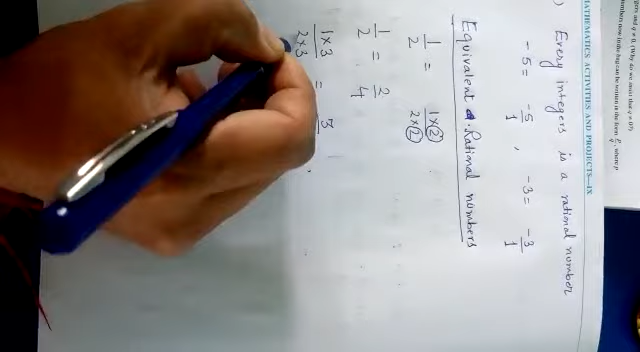 MATHEMATICS ACTIVITIES AND PROJECTS—IX
) Every integers is a rational number
-5 = -5/1 , -3 = -3/1
Equivalent Rational numbers
1/2 = 1×2/2×2
1/2 = 2/4
1×3/2×3 = 3